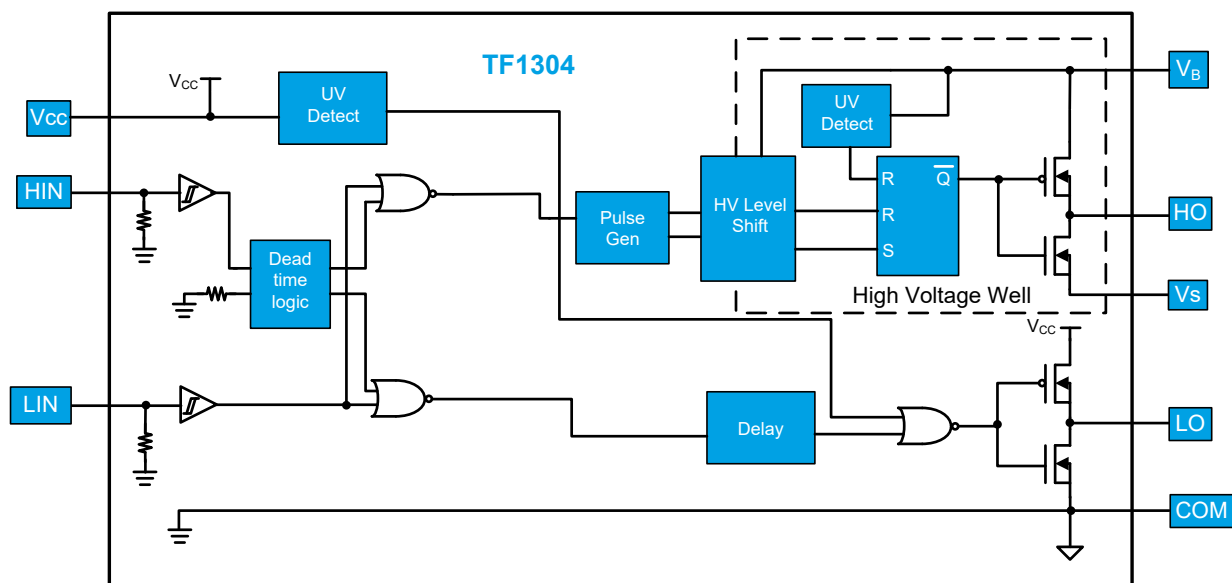 TF1304
VCC
Vcc
UV
Detect
VB
UV
Detect
HIN
R
Q
HV Level
Shift
Pulse
Gen
R
HO
Dead
time
logic
S
High Voltage Well
Vs
VCC
LIN
Delay
LO
COM